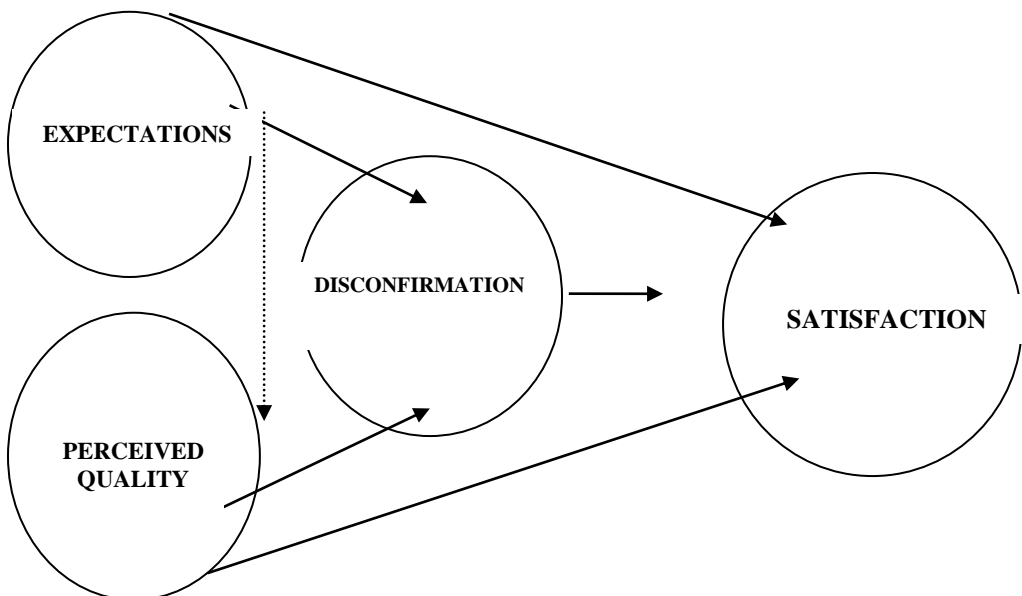 EXPECTATIONS
DISCONFIRMATION
SATISFACTION
PERCEIVED
QUALITY